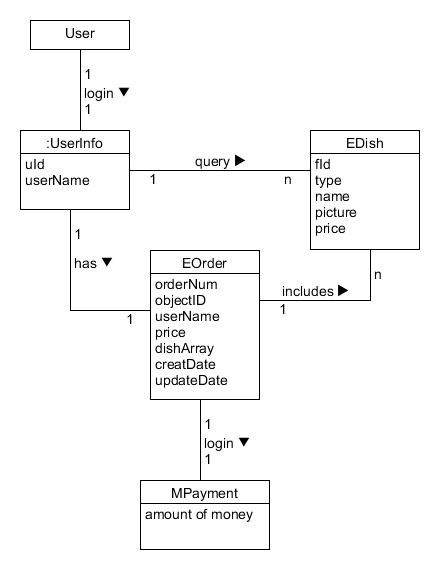 User
1
login ▼
1
:UserInfo
uId
userName
query ▶
1
n
EDish
fId
type
name
picture
price
1
has ▼
1
EOrder
orderNum
objectID
userName
price
dishArray
creatDate
updateDate
includes ▶
1
n
1
login ▼
1
MPayment
amount of money